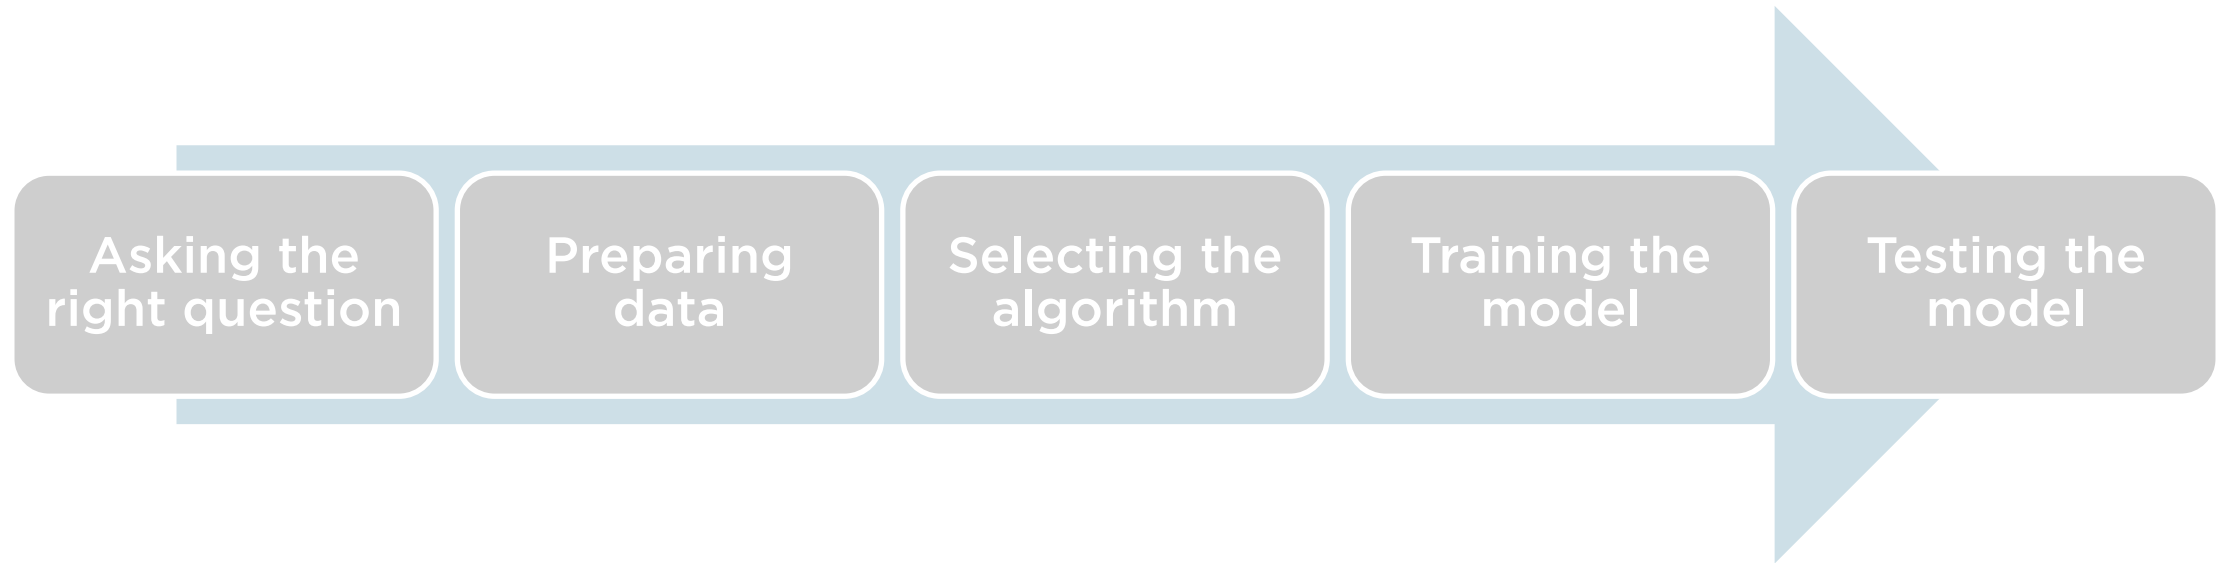 Asking the
right question
Preparing
data
Selecting the
algorithm
Training the
model
Testing the
model